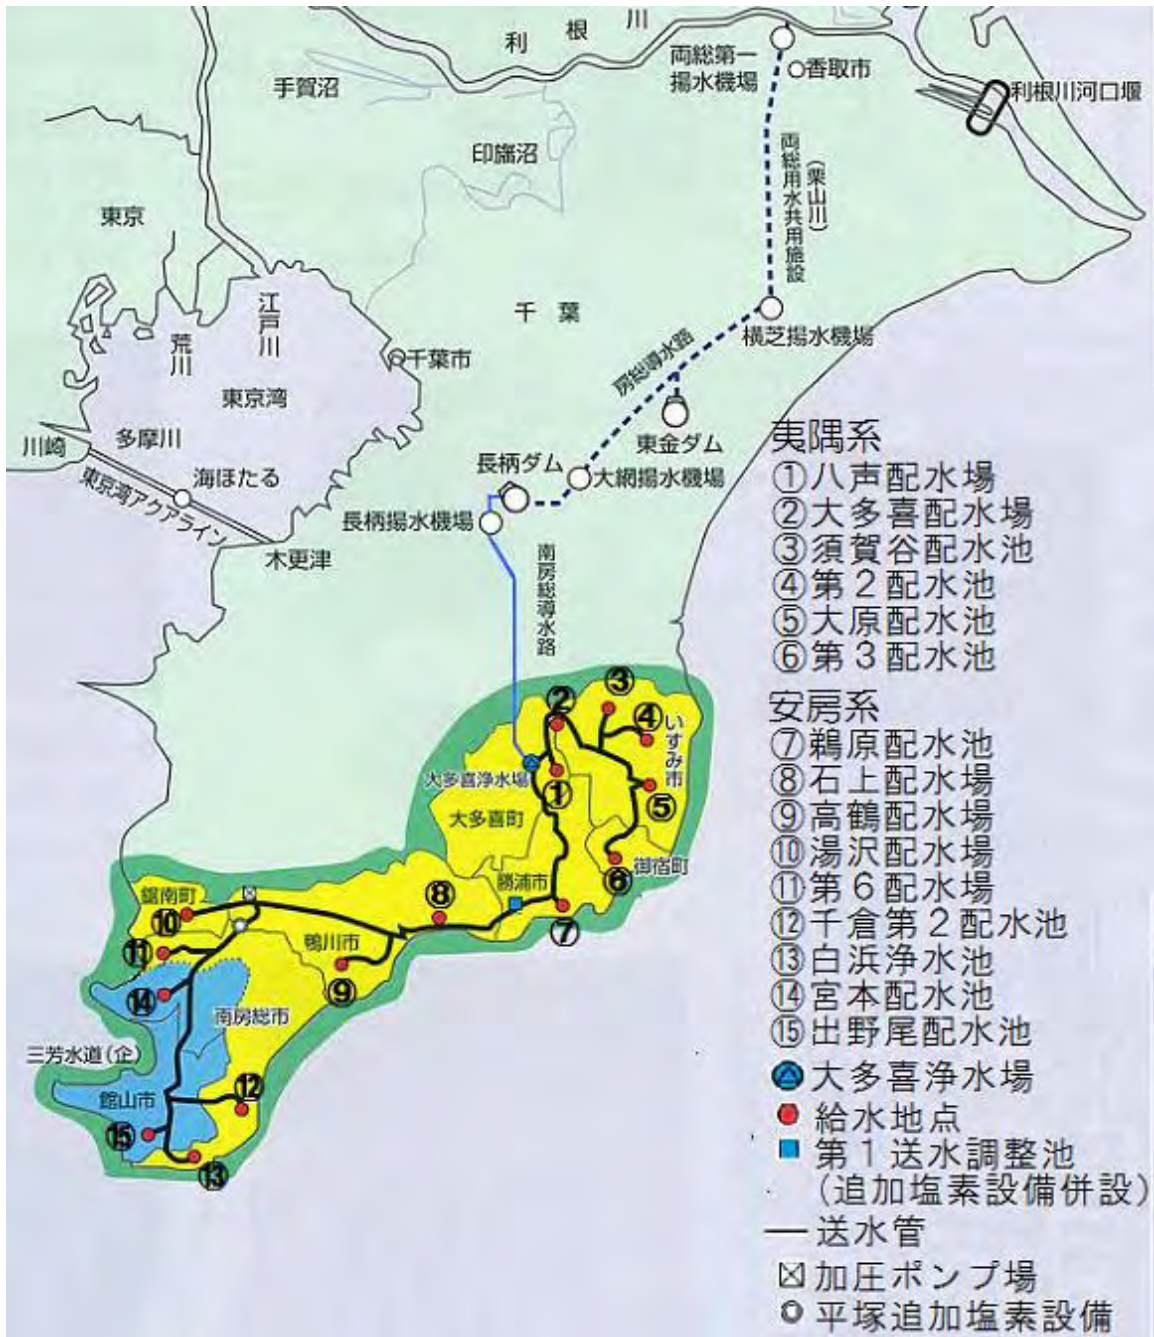 利根川
両総第一
揚水機場
香取市
利根川河口堰
手賀沼
印旛沼
両総用水共用施設
(栗山川)
東京
江戸川
荒川
千葉
千葉市
横芝揚水機場
房総導水路
東京湾
多摩川
川崎
海ほたる
東京湾アクアライン
木更津
東金ダム
長柄ダム
大網揚水機場
長柄揚水機場
南房総導水路
夷隅系
①八声配水場
②大多喜配水場
③須賀谷配水池
④第2配水池
⑤大原配水池
⑥第3配水池
安房系
⑦鵜原配水池
⑧石上配水場
⑨高鶴配水場
⑩湯沢配水場
⑪第6配水場
⑫千倉第2配水池
⑬白浜浄水池
⑭宮本配水池
⑮出野尾配水池
大多喜浄水場
給水地点
第1送水調整池
(追加塩素設備併設)
送水管
加圧ポンプ場
平塚追加塩素設備
③
②
④
いすみ市
大多喜浄水場
①
⑤
大多喜町
⑥
御宿町
勝浦市
⑦
⑧
鋸南町
⑩
鴨川市
⑪
⑨
⑭
南房総市
三芳水道(企)
館山市
⑫
⑮
⑬